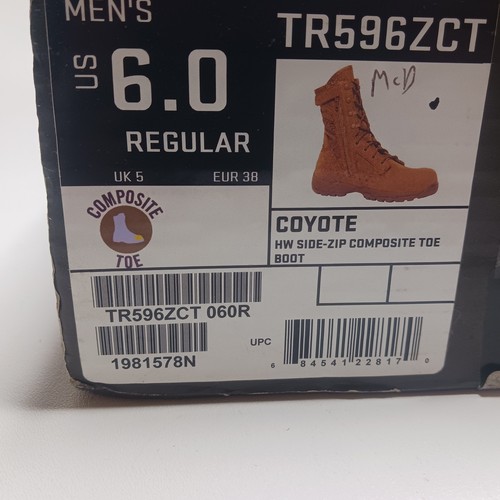 MEN'S
US 6.0
REGULAR
UK 5 EUR 38
TR596ZCT
McD
COMPOSITE
TOE
COYOTE
HW SIDE-ZIP COMPOSITE TOE
BOOT
TR596ZCT 060R
1981578N
UPC
6 84541 22817 0